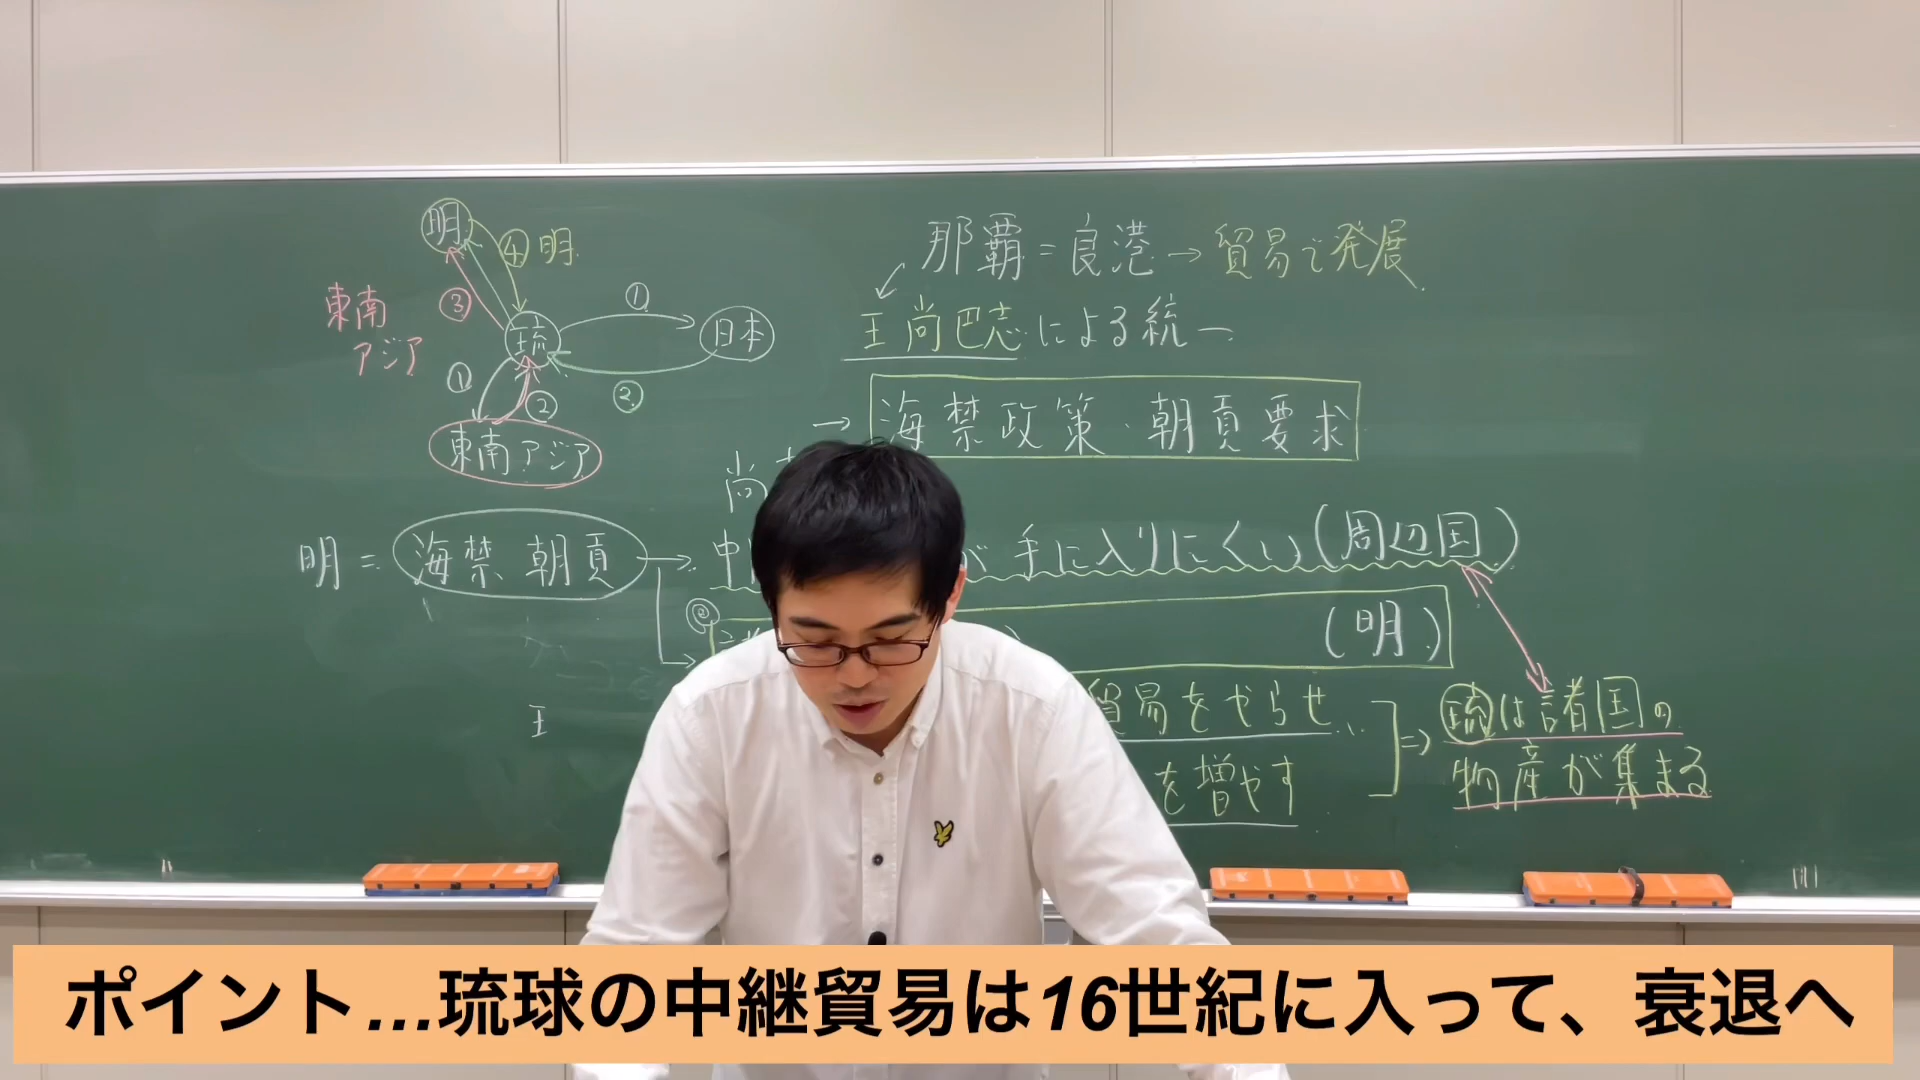 明
④明
③
東南
アジア
琉
①
日本
②
①
②
東南アジア
明=海禁 朝貢
王
那覇=良港→貿易で発展
王尚巴志による統一
→海禁政策・朝貢要求
尚
中
が手に入りにくい(周辺国)
(明)
貿易をやらせ…
を増やす
⇒琉は諸国の
物産が集まる
ポイント…琉球の中継貿易は16世紀に入って、衰退へ